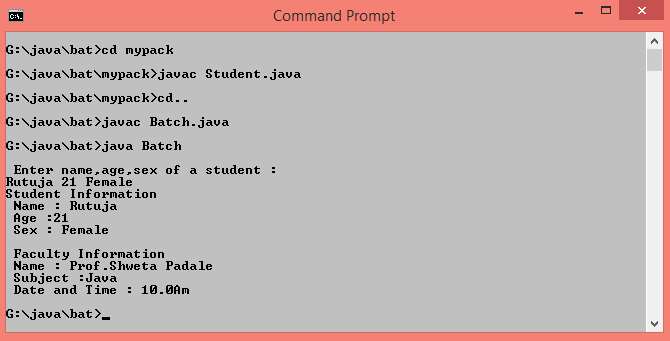 Command Prompt
G:\java\bat>cd mypack
G:\java\bat\mypack>javac Student.java
G:\java\bat\mypack>cd..
G:\java\bat>javac Batch.java
G:\java\bat>java Batch
Enter name,age,sex of a student :
Rutuja 21 Female
Student Information
Name : Rutuja
Age :21
Sex : Female
Faculty Information
Name : Prof.Shweta Padale
Subject :Java
Date and Time : 10.0Am
G:\java\bat>_